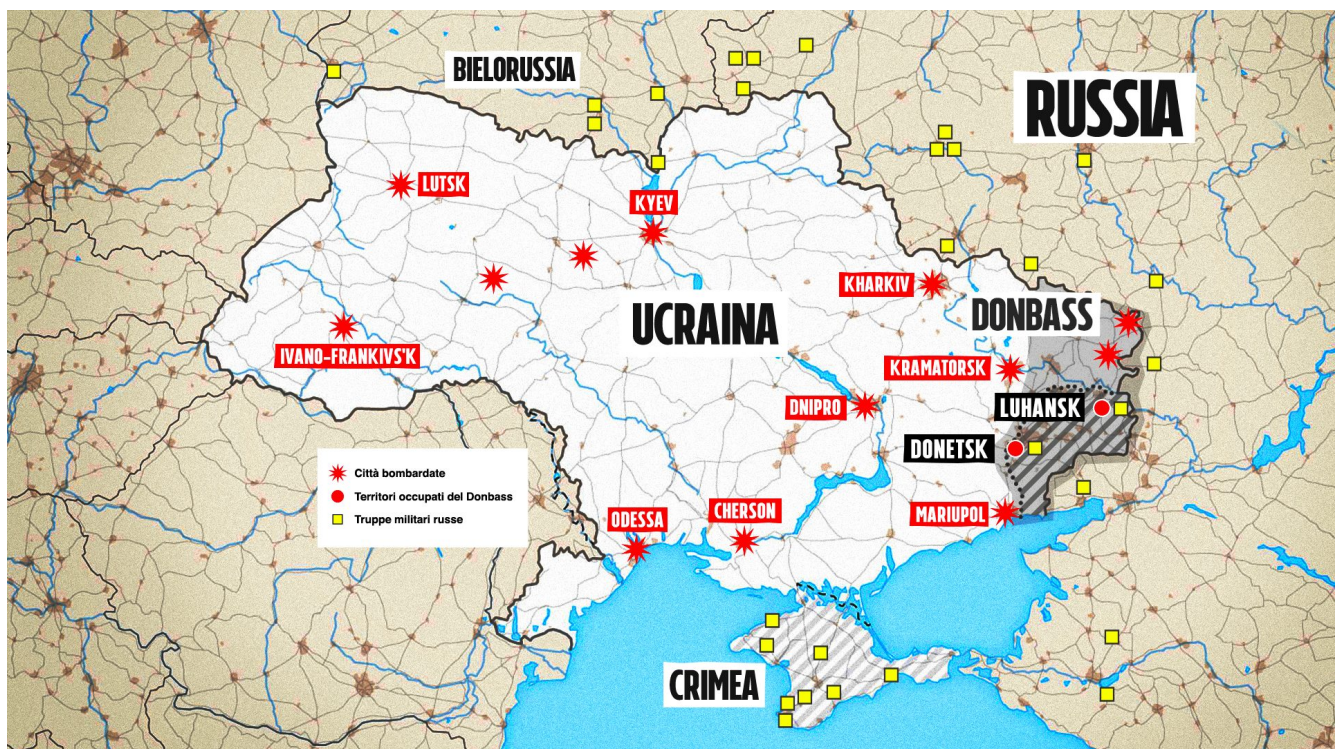 BIELORUSSIA
RUSSIA
LUTSK
KYEV
UCRAINA
KHARKIV
DONBASS
IVANO-FRANKIVS'K
KRAMATORSK
DNIPRO
LUHANSK
DONETSK
Città bombardate
Territori occupati del Donbass
Truppe militari russe
ODESSA
CHERSON
MARIUPOL
CRIMEA